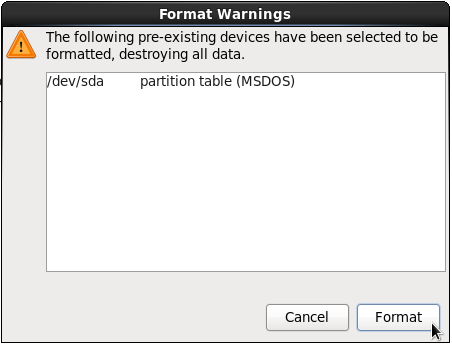 Format Warnings
The following pre-existing devices have been selected to be
formatted, destroying all data.
/dev/sda partition table (MSDOS)
Cancel Format